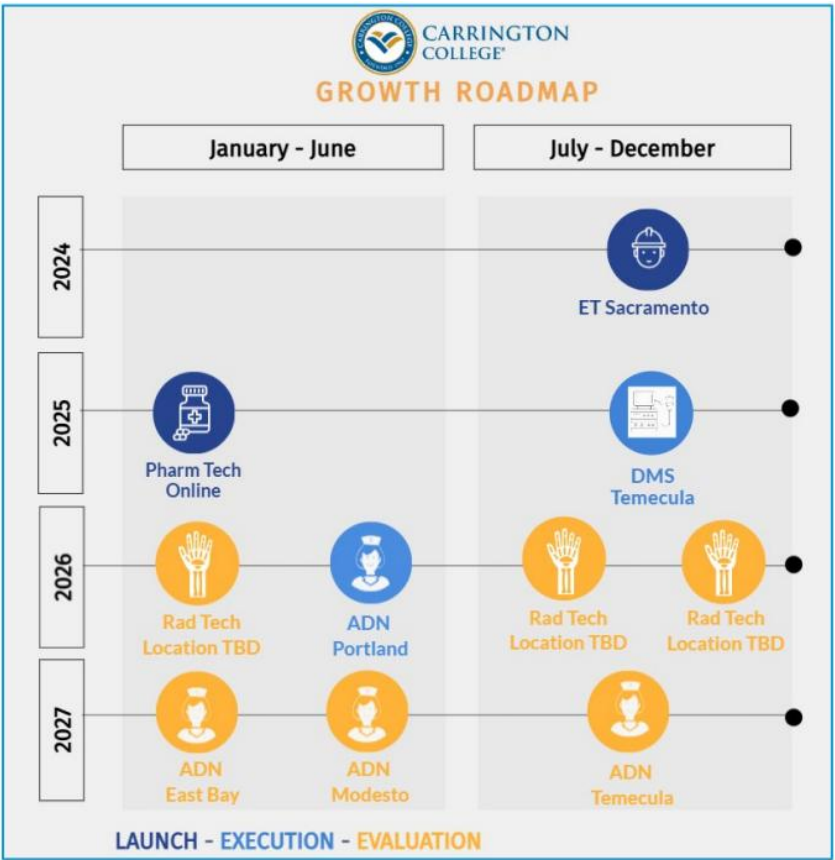 CARRINGTON
COLLEGE®
GROWTH ROADMAP
January - June
July - December
2024
ET Sacramento
2025
Pharm Tech
Online
DMS
Temecula
2026
Rad Tech
Location TBD
ADN
Portland
Rad Tech
Location TBD
Rad Tech
Location TBD
2027
ADN
East Bay
ADN
Modesto
ADN
Temecula
LAUNCH - EXECUTION - EVALUATION